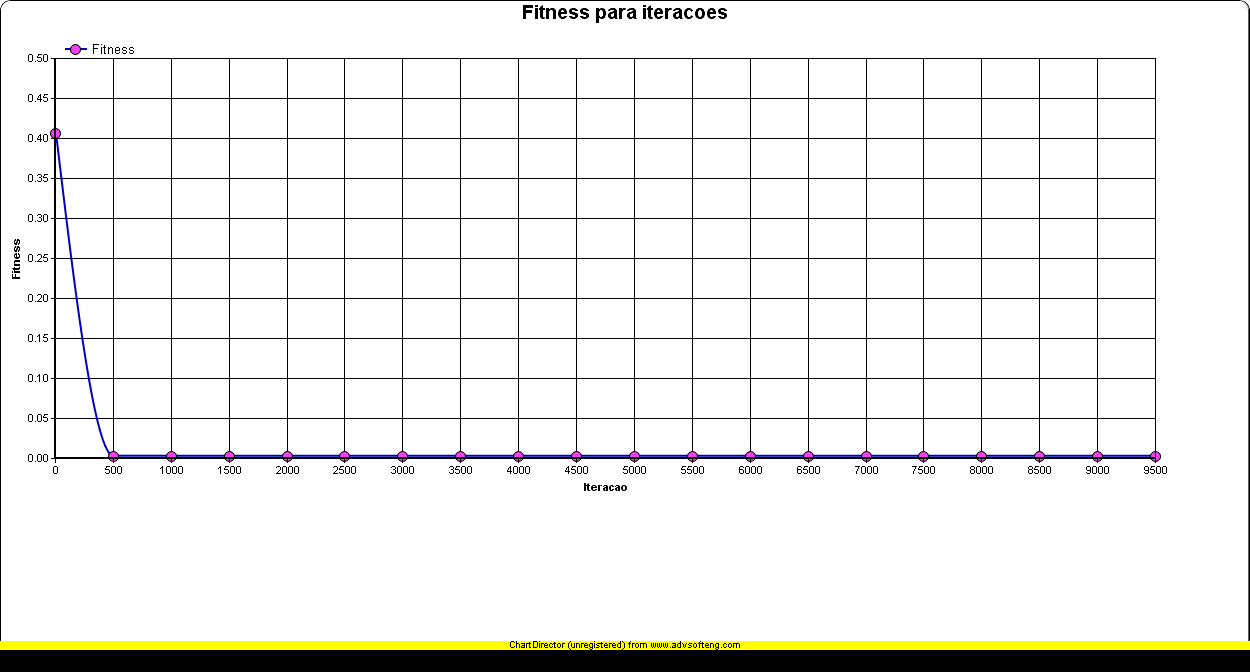 Fitness para iteracoes
Fitness
0.50
0.45
0.40
0.35
0.30
0.25
0.20
0.15
0.10
0.05
0.00
Fitness
0 500 1000 1500 2000 2500 3000 3500 4000 4500 5000 5500 6000 6500 7000 7500 8000 8500 9000 9500
Iteracao
ChartDirector (unregistered) from www.advsofteng.com